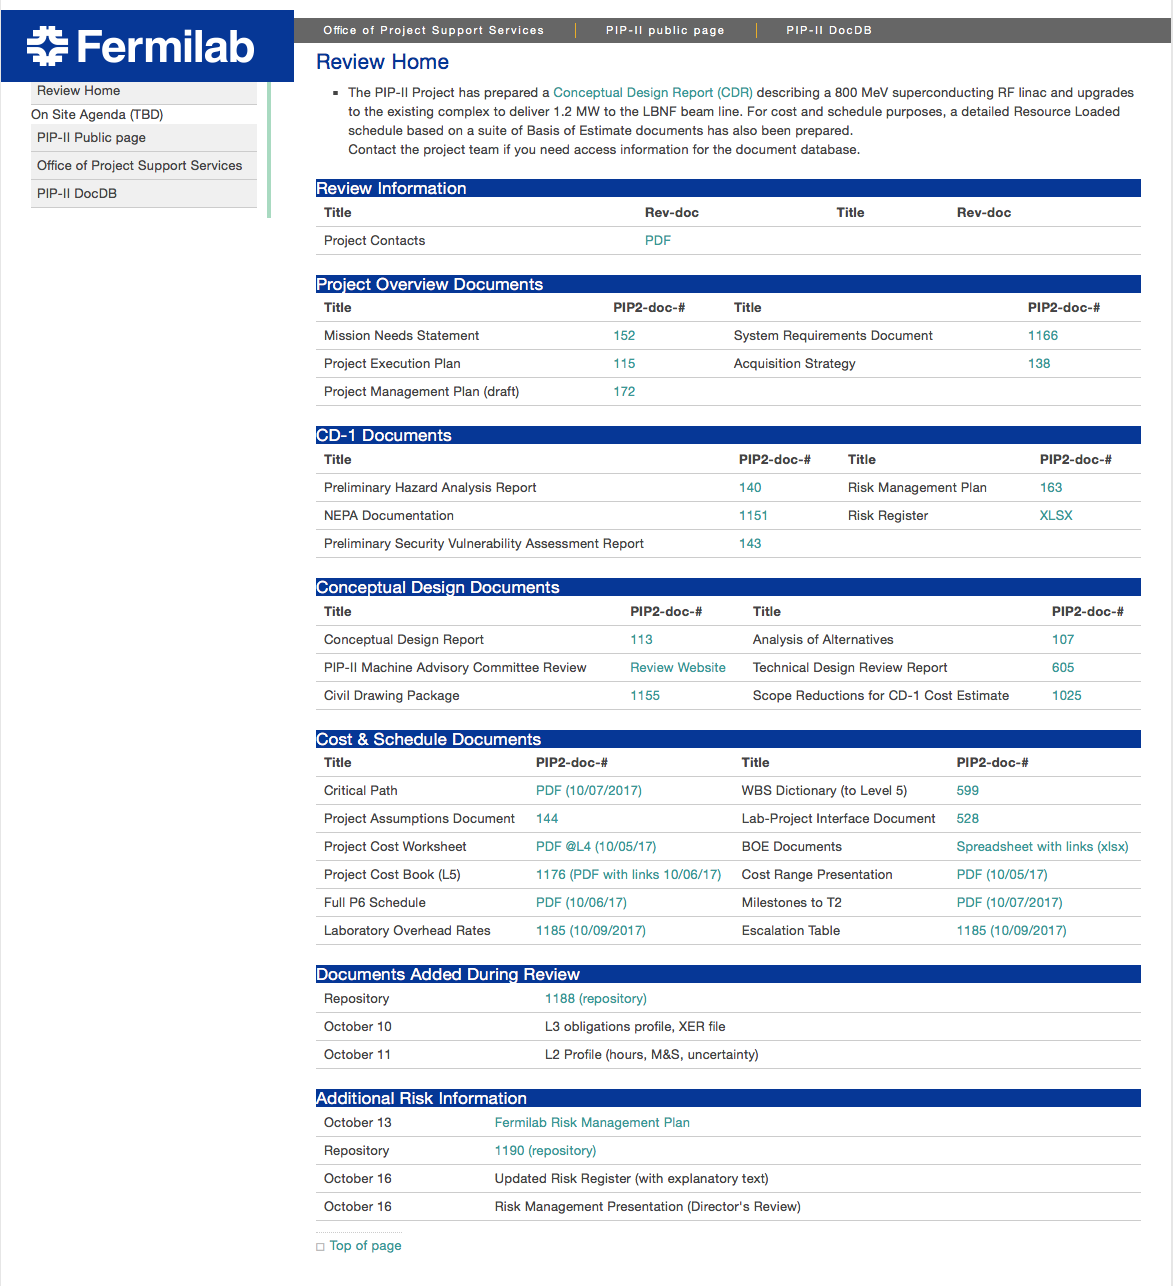 Fermilab
Office of Project Support Services | PIP-II public page | PIP-II DocDB
Review Home
On Site Agenda (TBD)
PIP-II Public page
Office of Project Support Services
PIP-II DocDB
Review Home
▪ The PIP-II Project has prepared a Conceptual Design Report (CDR) describing a 800 MeV superconducting RF linac and upgrades
to the existing complex to deliver 1.2 MW to the LBNF beam line. For cost and schedule purposes, a detailed Resource Loaded
schedule based on a suite of Basis of Estimate documents has also been prepared.
Contact the project team if you need access information for the document database.
Review Information
Title Rev-doc Title Rev-doc
Project Contacts PDF
Project Overview Documents
Title PIP2-doc-# Title PIP2-doc-#
Mission Needs Statement 152 System Requirements Document 1166
Project Execution Plan 115 Acquisition Strategy 138
Project Management Plan (draft) 172
CD-1 Documents
Title PIP2-doc-# Title PIP2-doc-#
Preliminary Hazard Analysis Report 140 Risk Management Plan 163
NEPA Documentation 1151 Risk Register XLSX
Preliminary Security Vulnerability Assessment Report 143
Conceptual Design Documents
Title PIP2-doc-# Title PIP2-doc-#
Conceptual Design Report 113 Analysis of Alternatives 107
PIP-II Machine Advisory Committee Review Review Website Technical Design Review Report 605
Civil Drawing Package 1155 Scope Reductions for CD-1 Cost Estimate 1025
Cost & Schedule Documents
Title PIP2-doc-# Title PIP2-doc-#
Critical Path PDF (10/07/2017) WBS Dictionary (to Level 5) 599
Project Assumptions Document 144 Lab-Project Interface Document 528
Project Cost Worksheet PDF @L4 (10/05/17) BOE Documents Spreadsheet with links (xlsx)
Project Cost Book (L5) 1176 (PDF with links 10/06/17) Cost Range Presentation PDF (10/05/17)
Full P6 Schedule PDF (10/06/17) Milestones to T2 PDF (10/07/2017)
Laboratory Overhead Rates 1185 (10/09/2017) Escalation Table 1185 (10/09/2017)
Documents Added During Review
Repository 1188 (repository)
October 10 L3 obligations profile, XER file
October 11 L2 Profile (hours, M&S, uncertainty)
Additional Risk Information
October 13 Fermilab Risk Management Plan
Repository 1190 (repository)
October 16 Updated Risk Register (with explanatory text)
October 16 Risk Management Presentation (Director's Review)
Top of page